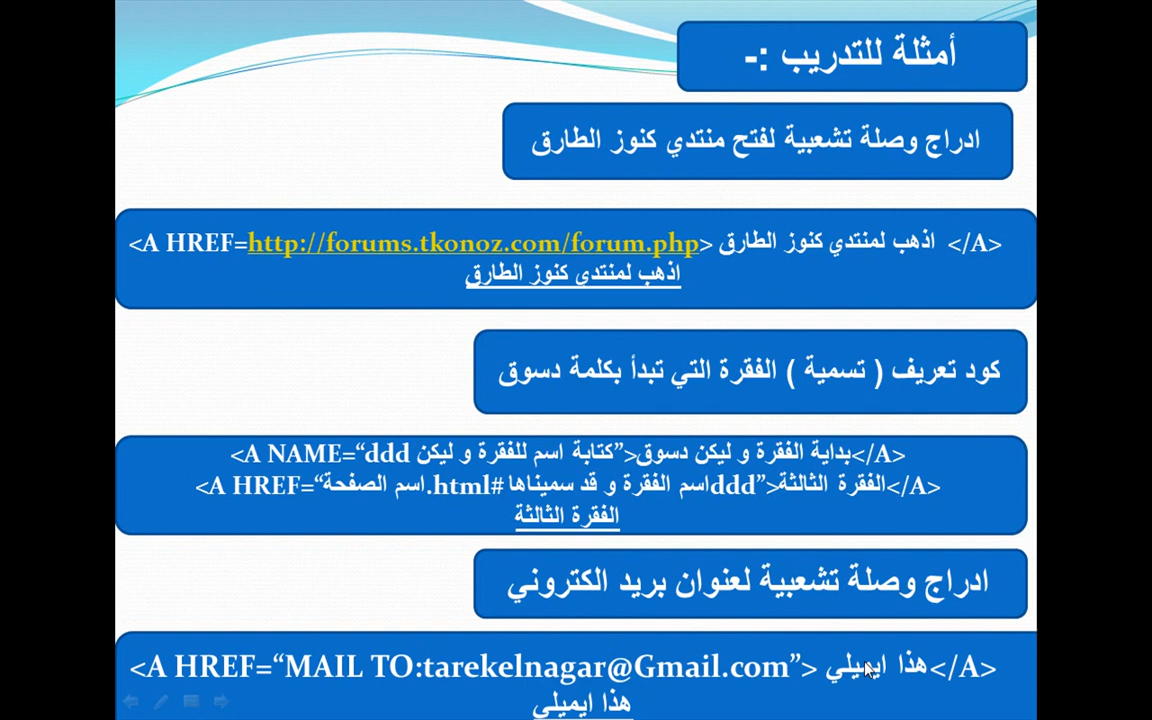 أمثلة للتدريب :-
ادراج وصلة تشعبية لفتح منتدي كنوز الطارق
<A HREF=http://forums.tkonoz.com/forum.php> اذهب لمنتدي كنوز الطارق </A>
اذهب لمنتدي كنوز الطارق
كود تعريف ( تسمية ) الفقرة التي تبدأ بكلمة دسوق
<A NAME=“ddd كتابة اسم للفقرة و ليكن”>بداية الفقرة و ليكن دسوق</A>
<A HREF=“اسم الصفحة.html#اسم الفقرة و قد سميناها ddd”>الفقرة الثالثة</A>
الفقرة الثالثة
ادراج وصلة تشعبية لعنوان بريد الكتروني
<A HREF=“MAIL TO:tarekelnagar@Gmail.com”> هذا ايميلي</A>
هذا ايميلي